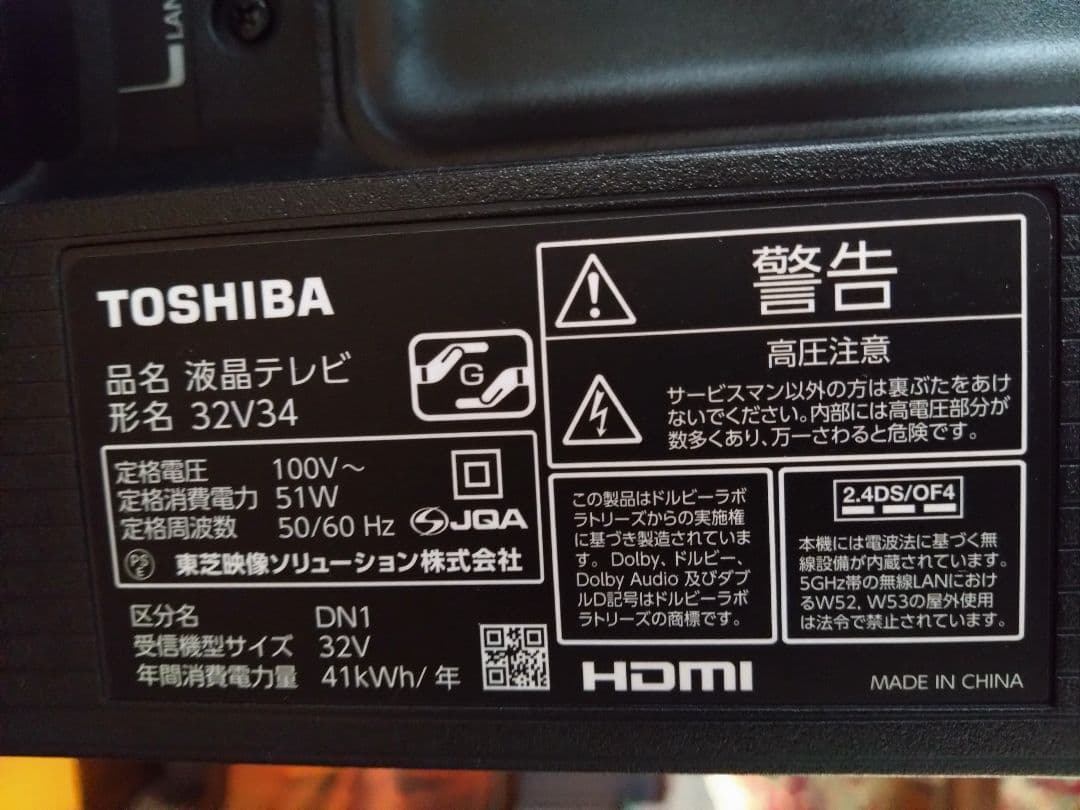 LAN
TOSHIBA
品名 液晶テレビ
形名 32V34
G
定格電圧 100V～
定格消費電力 51W
定格周波数 50/60 Hz
JQA
PS
E
東芝映像ソリューション株式会社
区分名 DN1
受信機型サイズ 32V
年間消費電力量 41kWh/年
警告
高圧注意
サービスマン以外の方は裏ぶたをあけ
ないでください。内部には高電圧部分が
数多くあり、万一さわると危険です。
この製品はドルビーラボ
ラトリーズからの実施権
に基づき製造されていま
す。Dolby、ドルビー、
Dolby Audio 及びダブ
ルD記号はドルビーラボ
ラトリーズの商標です。
2.4DS/OF4
本機には電波法に基づく無
線設備が内蔵されています。
5GHz帯の無線LANにおけ
るW52, W53の屋外使用
は法令で禁止されています。
HDMI
MADE IN CHINA